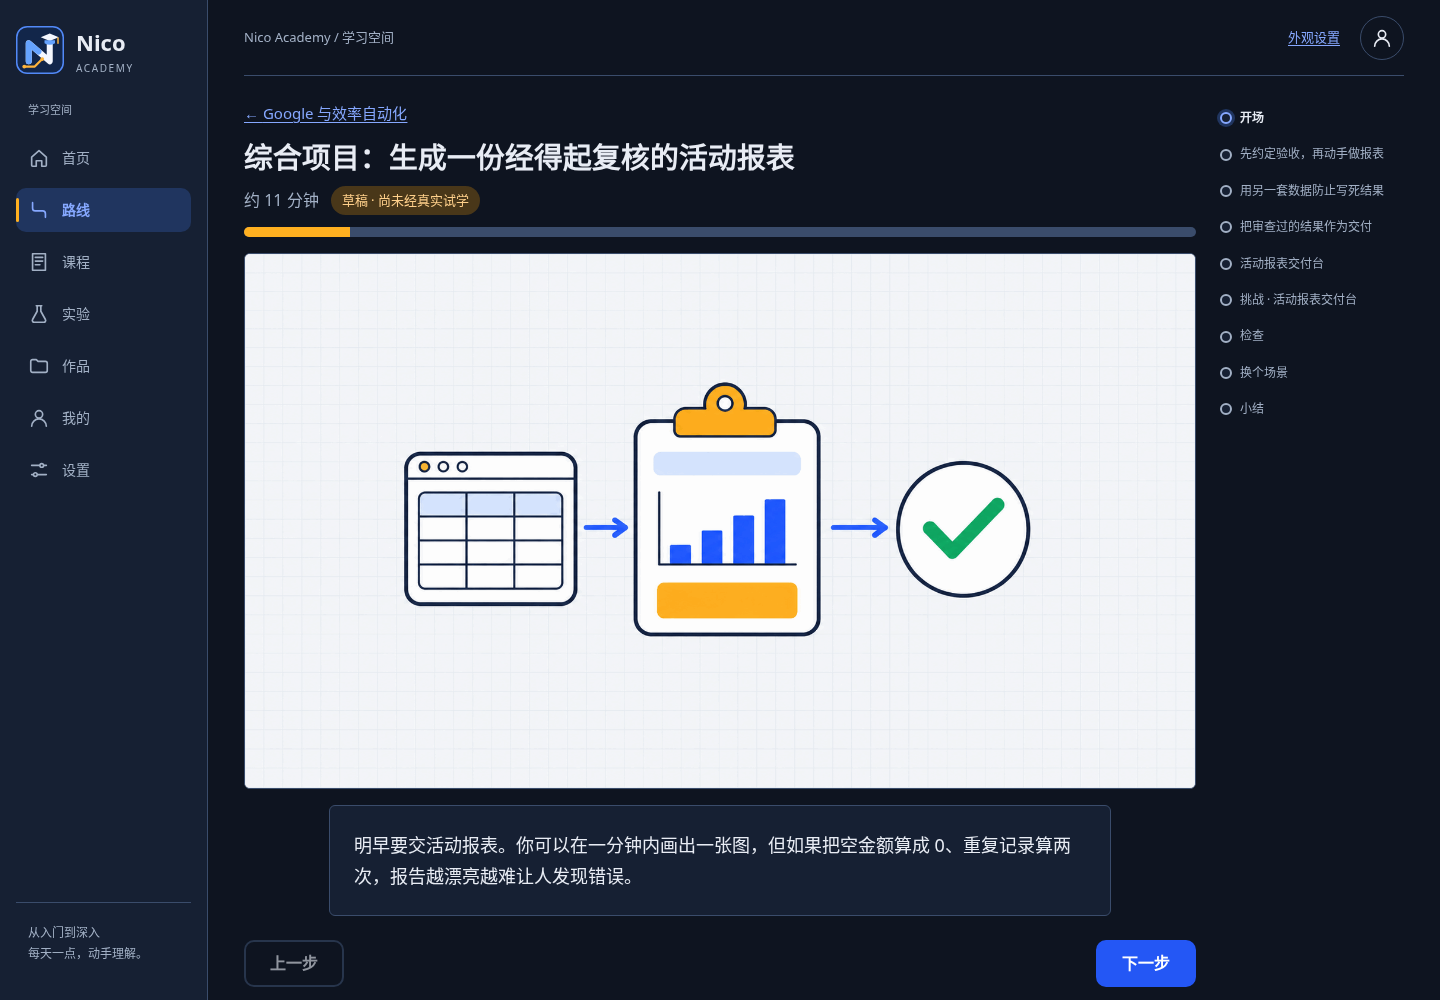 Nico
ACADEMY
学习空间
首页
路线
课程
实验
作品
我的
设置
从入门到深入
每天一点，动手理解。
Nico Academy / 学习空间
外观设置
← Google 与效率自动化
综合项目：生成一份经得起复核的活动报表
约 11 分钟
草稿 · 尚未经真实试学
明早要交活动报表。你可以在一分钟内画出一张图，但如果把空金额算成 0、重复记录算两
次，报告越漂亮越难让人发现错误。
上一步
下一步
开场
先约定验收，再动手做报表
用另一套数据防止写死结果
把审查过的结果作为交付
活动报表交付台
挑战 · 活动报表交付台
检查
换个场景
小结